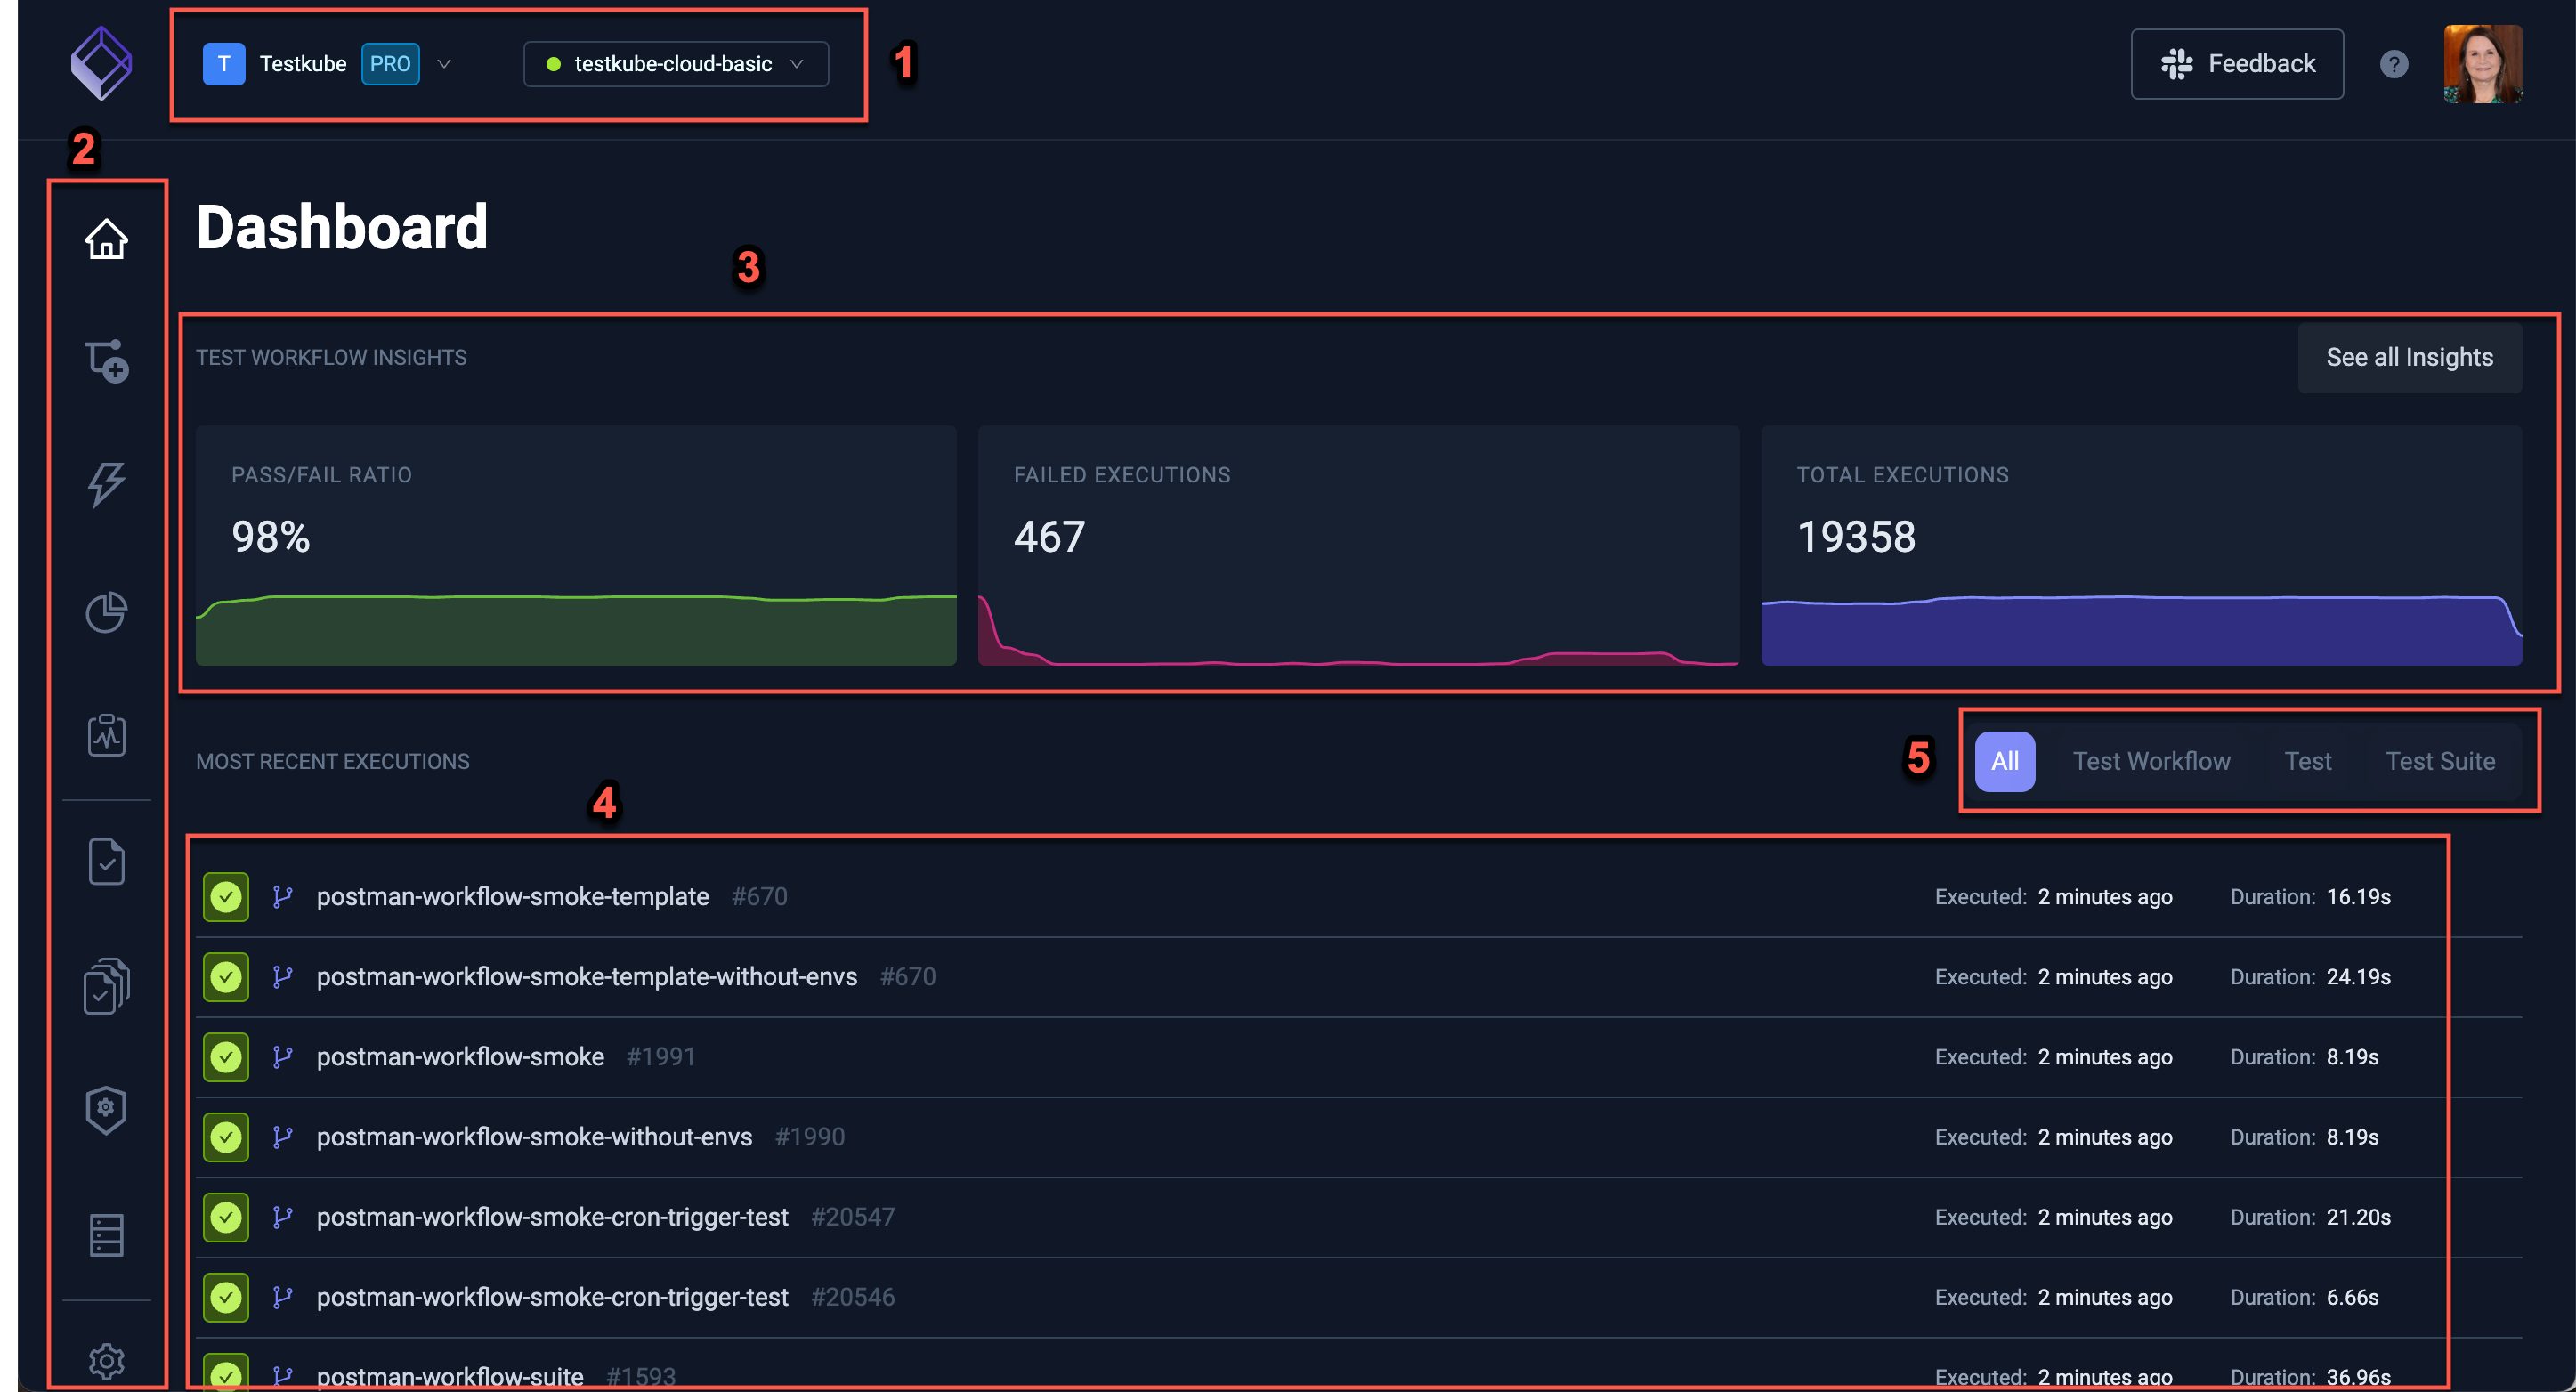 T Testkube PRO testkube-cloud-basic 1 Feedback ?
2
Dashboard
3
TEST WORKFLOW INSIGHTS See all Insights
PASS/FAIL RATIO FAILED EXECUTIONS TOTAL EXECUTIONS
98% 467 19358
MOST RECENT EXECUTIONS 5 All Test Workflow Test Test Suite
4
postman-workflow-smoke-template #670 Executed: 2 minutes ago Duration: 16.19s
postman-workflow-smoke-template-without-envs #670 Executed: 2 minutes ago Duration: 24.19s
postman-workflow-smoke #1991 Executed: 2 minutes ago Duration: 8.19s
postman-workflow-smoke-without-envs #1990 Executed: 2 minutes ago Duration: 8.19s
postman-workflow-smoke-cron-trigger-test #20547 Executed: 2 minutes ago Duration: 21.20s
postman-workflow-smoke-cron-trigger-test #20546 Executed: 2 minutes ago Duration: 6.66s
postman-workflow-suite #1593 Executed: 2 minutes ago Duration: 36.96s